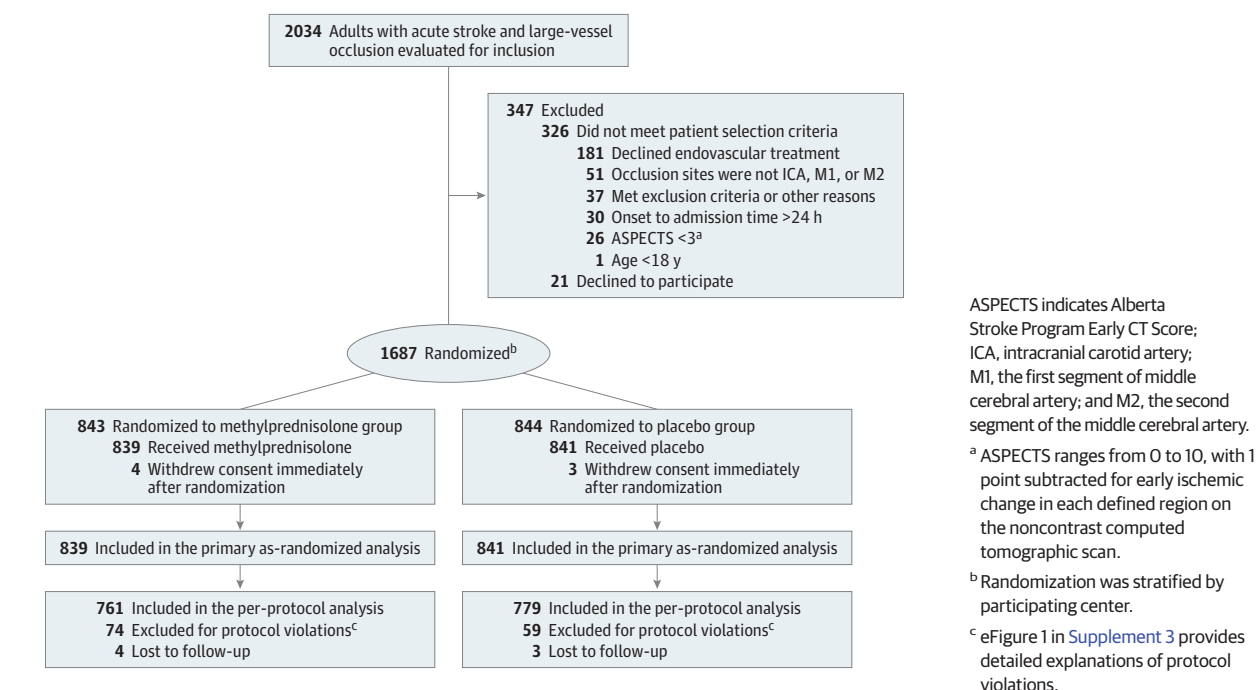 2034 Adults with acute stroke and large-vessel
occlusion evaluated for inclusion
347 Excluded
326 Did not meet patient selection criteria
181 Declined endovascular treatment
51 Occlusion sites were not ICA, M1, or M2
37 Met exclusion criteria or other reasons
30 Onset to admission time >24 h
26 ASPECTS <3a
1 Age <18 y
21 Declined to participate
1687 Randomizedb
843 Randomized to methylprednisolone group
839 Received methylprednisolone
4 Withdrew consent immediately
after randomization
844 Randomized to placebo group
841 Received placebo
3 Withdrew consent immediately
after randomization
839 Included in the primary as-randomized analysis
841 Included in the primary as-randomized analysis
761 Included in the per-protocol analysis
74 Excluded for protocol violationsc
4 Lost to follow-up
779 Included in the per-protocol analysis
59 Excluded for protocol violationsc
3 Lost to follow-up
ASPECTS indicates Alberta
Stroke Program Early CT Score;
ICA, intracranial carotid artery;
M1, the first segment of middle
cerebral artery; and M2, the second
segment of the middle cerebral artery.
a ASPECTS ranges from 0 to 10, with 1
point subtracted for early ischemic
change in each defined region on
the noncontrast computed
tomographic scan.
b Randomization was stratified by
participating center.
c eFigure 1 in Supplement 3 provides
detailed explanations of protocol
violations.